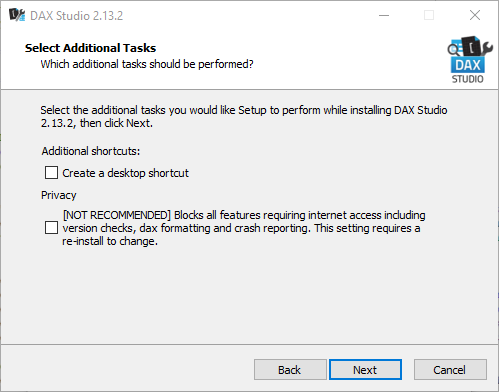 DAX Studio 2.13.2
Select Additional Tasks
Which additional tasks should be performed?
DAX
STUDIO
Select the additional tasks you would like Setup to perform while installing DAX Studio
2.13.2, then click Next.
Additional shortcuts:
Create a desktop shortcut
Privacy
[NOT RECOMMENDED] Blocks all features requiring internet access including
version checks, dax formatting and crash reporting. This setting requires a
re-install to change.
Back
Next
Cancel